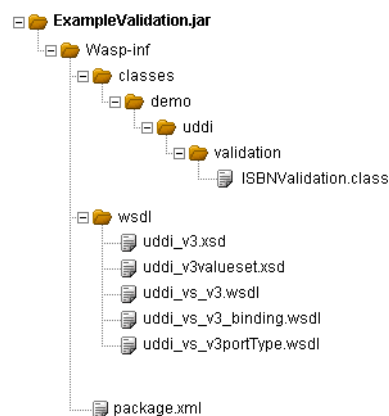 ExampleValidation.jar
Wasp-inf
classes
demo
uddi
validation
ISBNValidation.class
wsdl
uddi_v3.xsd
uddi_v3valueset.xsd
uddi_vs_v3.wsdl
uddi_vs_v3_binding.wsdl
uddi_vs_v3portType.wsdl
package.xml